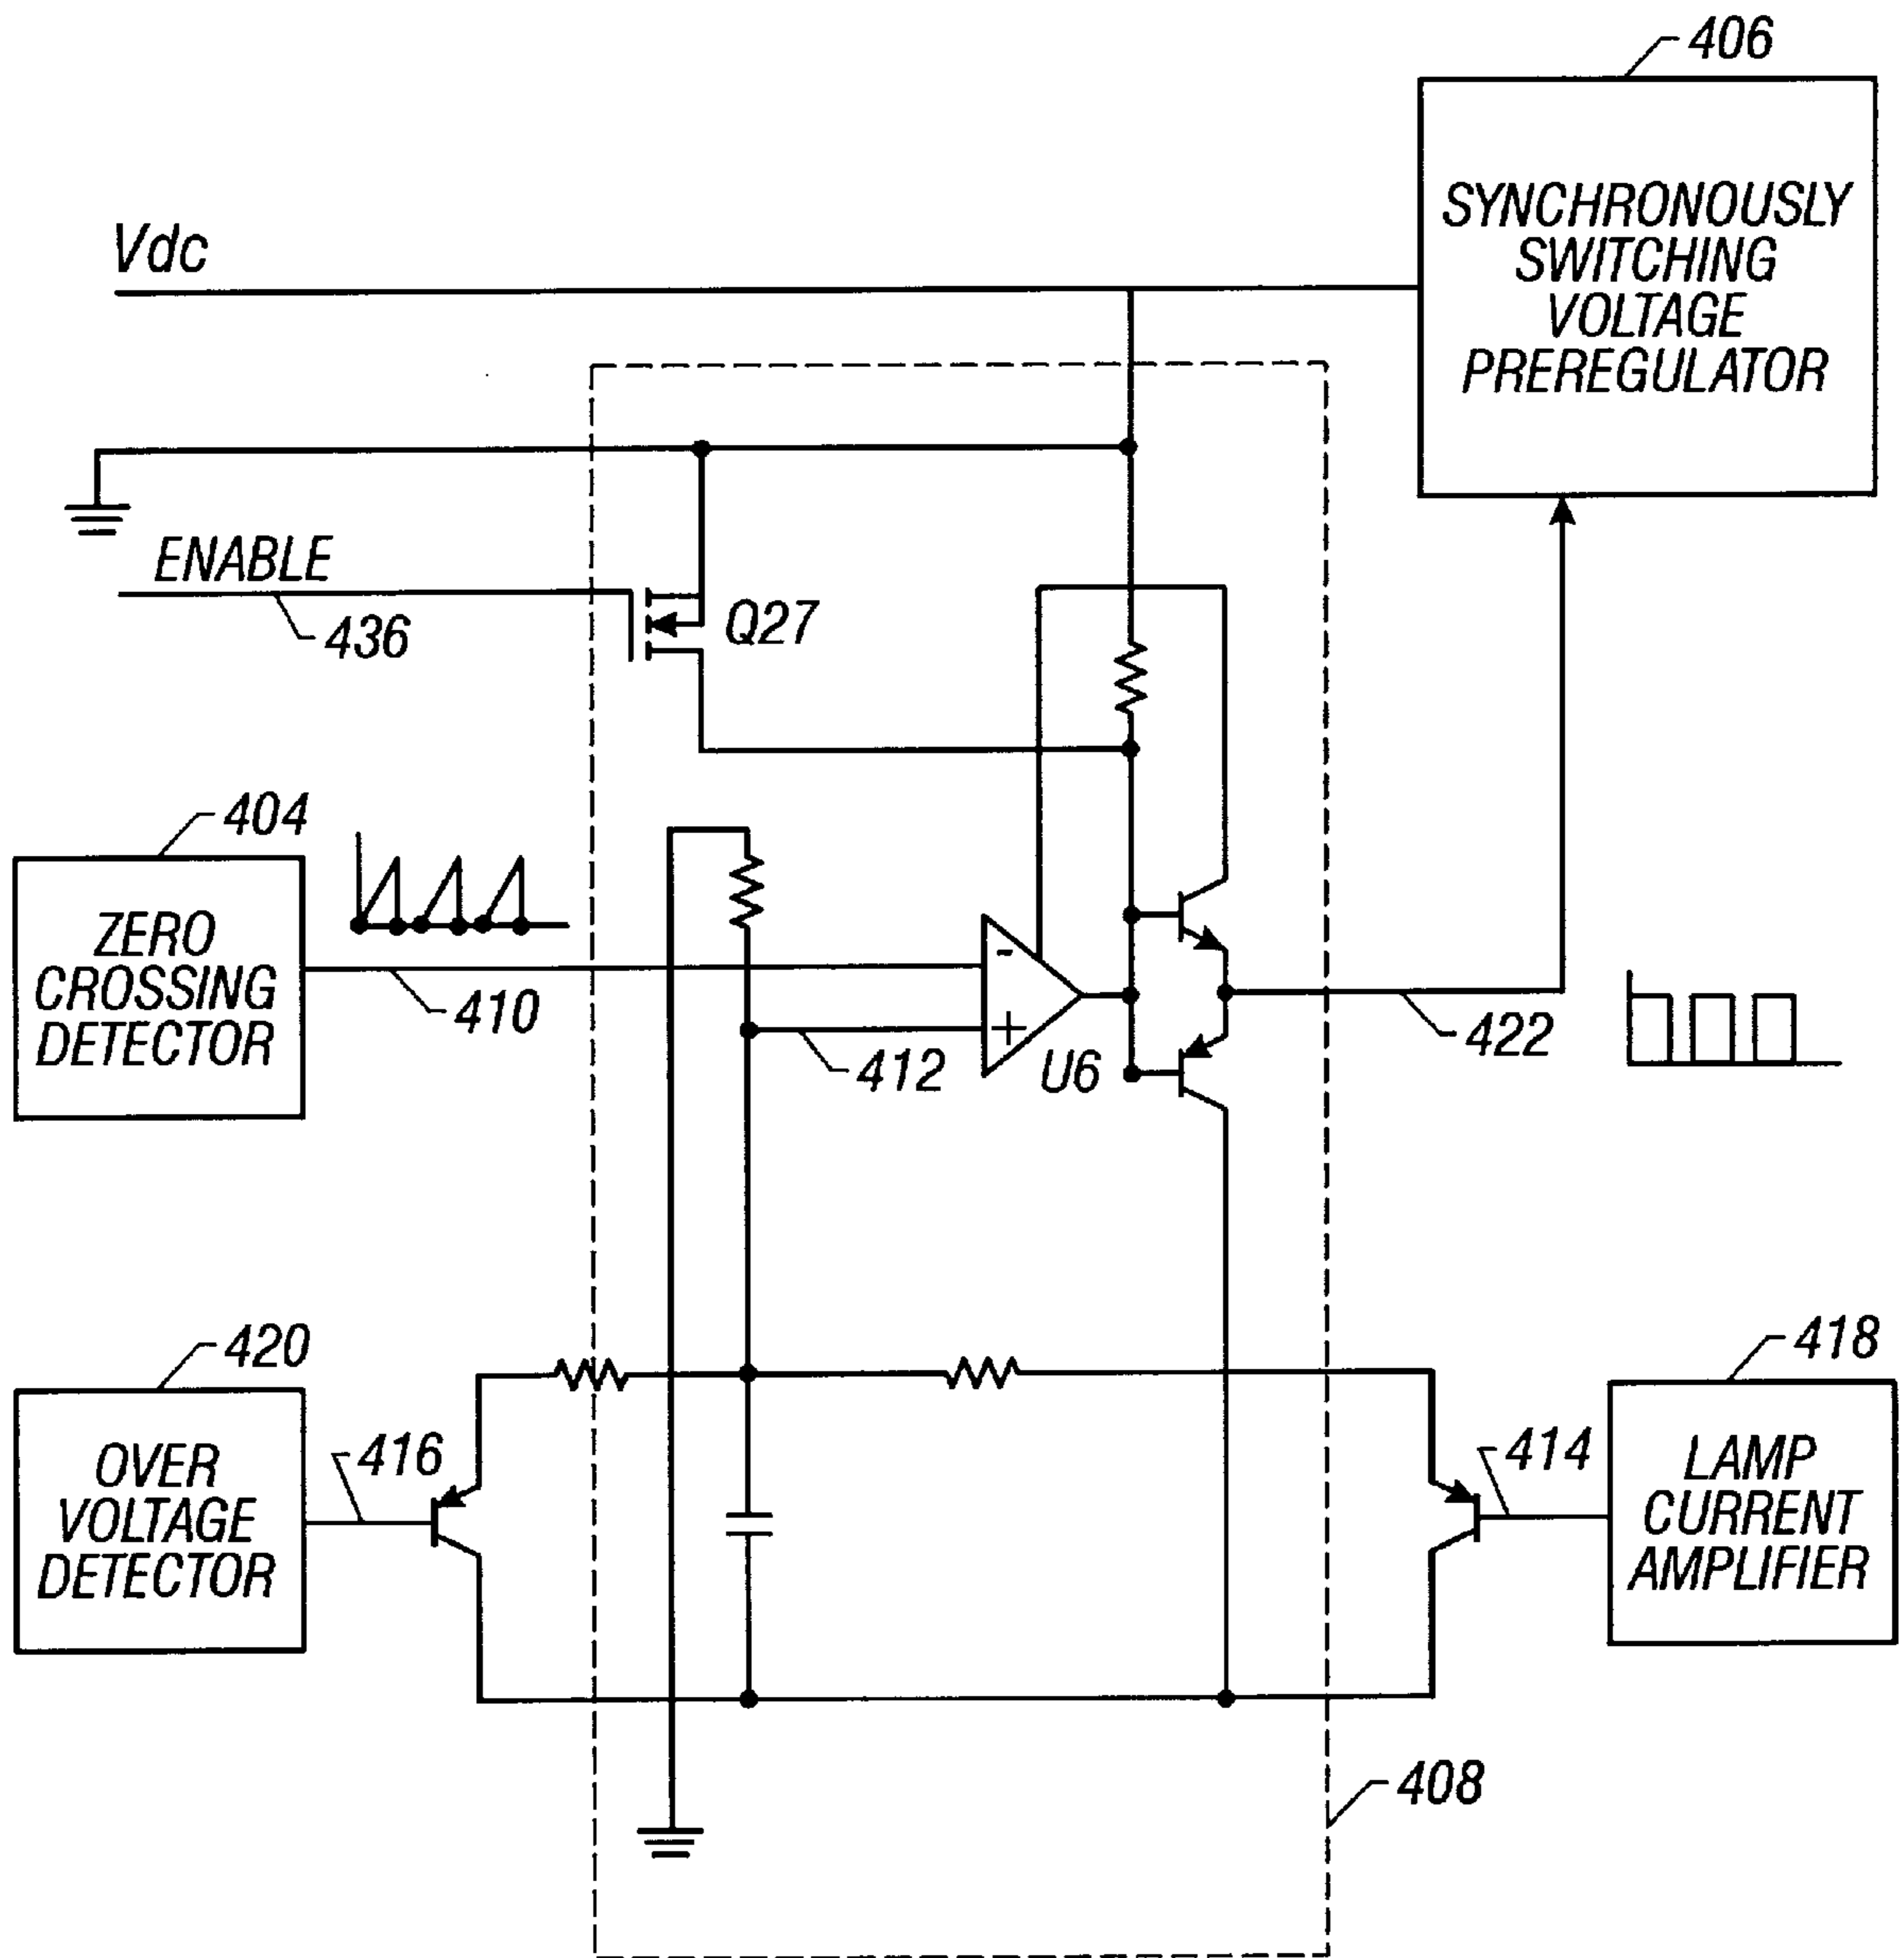 406
SYNCHRONOUSLY
SWITCHING
VOLTAGE
PREREGULATOR
Vdc
ENABLE
436
Q27
404
ZERO
CROSSING
DETECTOR
410
-
+
412
U6
422
420
OVER
VOLTAGE
DETECTOR
416
418
LAMP
CURRENT
AMPLIFIER
414
408